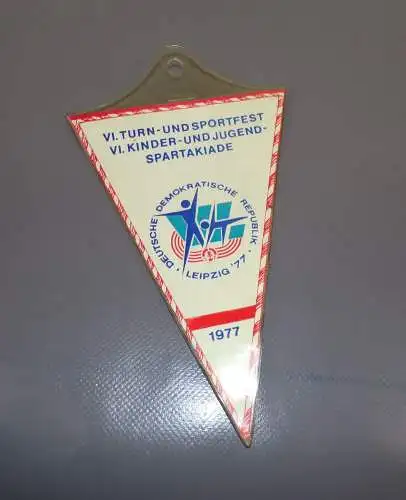 VI. TURN- UND SPORTFEST
VI. KINDER- UND JUGEND-
SPARTAKIADE
DEUTSCHE DEMOKRATISCHE REPUBLIK
· LEIPZIG '77 ·
1977